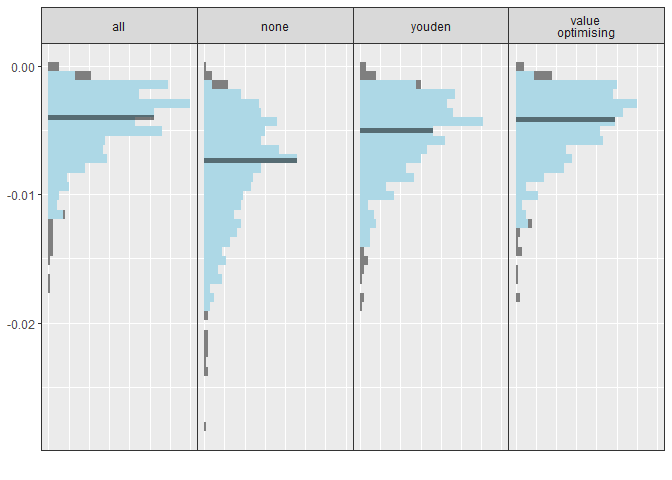 all
none
youden
value
optimising
0.00
-0.01
-0.02